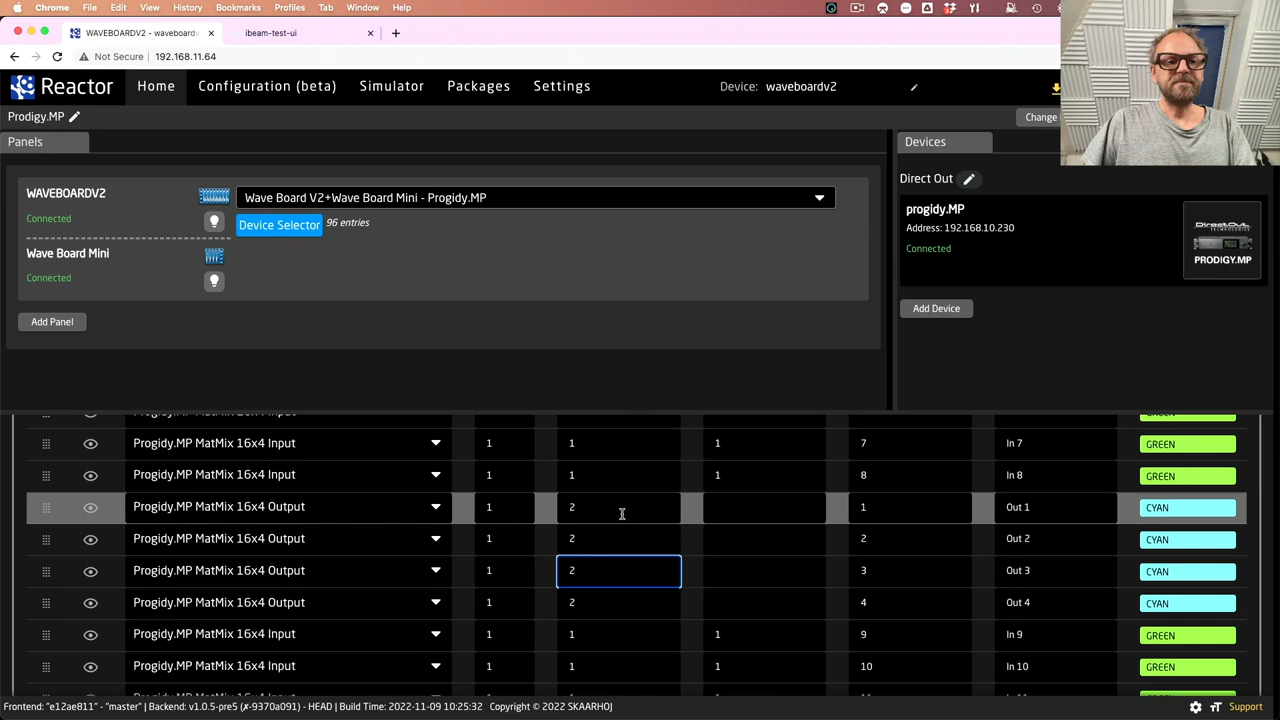 Chrome File Edit View History Bookmarks Profiles Tab Window Help
WAVEBOARDV2 - waveboardv
ibeam-test-ui
Not Secure 192.168.11.64
Reactor Home Configuration (beta) Simulator Packages Settings Device: waveboardv2
Prodigy.MP Change
Panels
Devices
WAVEBOARDV2
Connected
Wave Board V2+Wave Board Mini - Progidy.MP
Device Selector 96 entries
Wave Board Mini
Connected
Add Panel
Direct Out
progidy.MP
Address: 192.168.10.230
Connected
DirectOut
TECHNOLOGIES
PRODIGY.MP
Add Device
Progidy.MP MatMix 16x4 Input 1 1 1 7 In 7 GREEN
Progidy.MP MatMix 16x4 Input 1 1 1 8 In 8 GREEN
Progidy.MP MatMix 16x4 Output 1 2 1 Out 1 CYAN
Progidy.MP MatMix 16x4 Output 1 2 2 Out 2 CYAN
Progidy.MP MatMix 16x4 Output 1 2 3 Out 3 CYAN
Progidy.MP MatMix 16x4 Output 1 2 4 Out 4 CYAN
Progidy.MP MatMix 16x4 Input 1 1 1 9 In 9 GREEN
Progidy.MP MatMix 16x4 Input 1 1 1 10 In 10 GREEN
Frontend: "e12ae811" - "master" | Backend: v1.0.5-pre5 (✗-9370a091) - HEAD | Build Time: 2022-11-09 10:25:32 Copyright © 2022 SKAARHOJ
Support